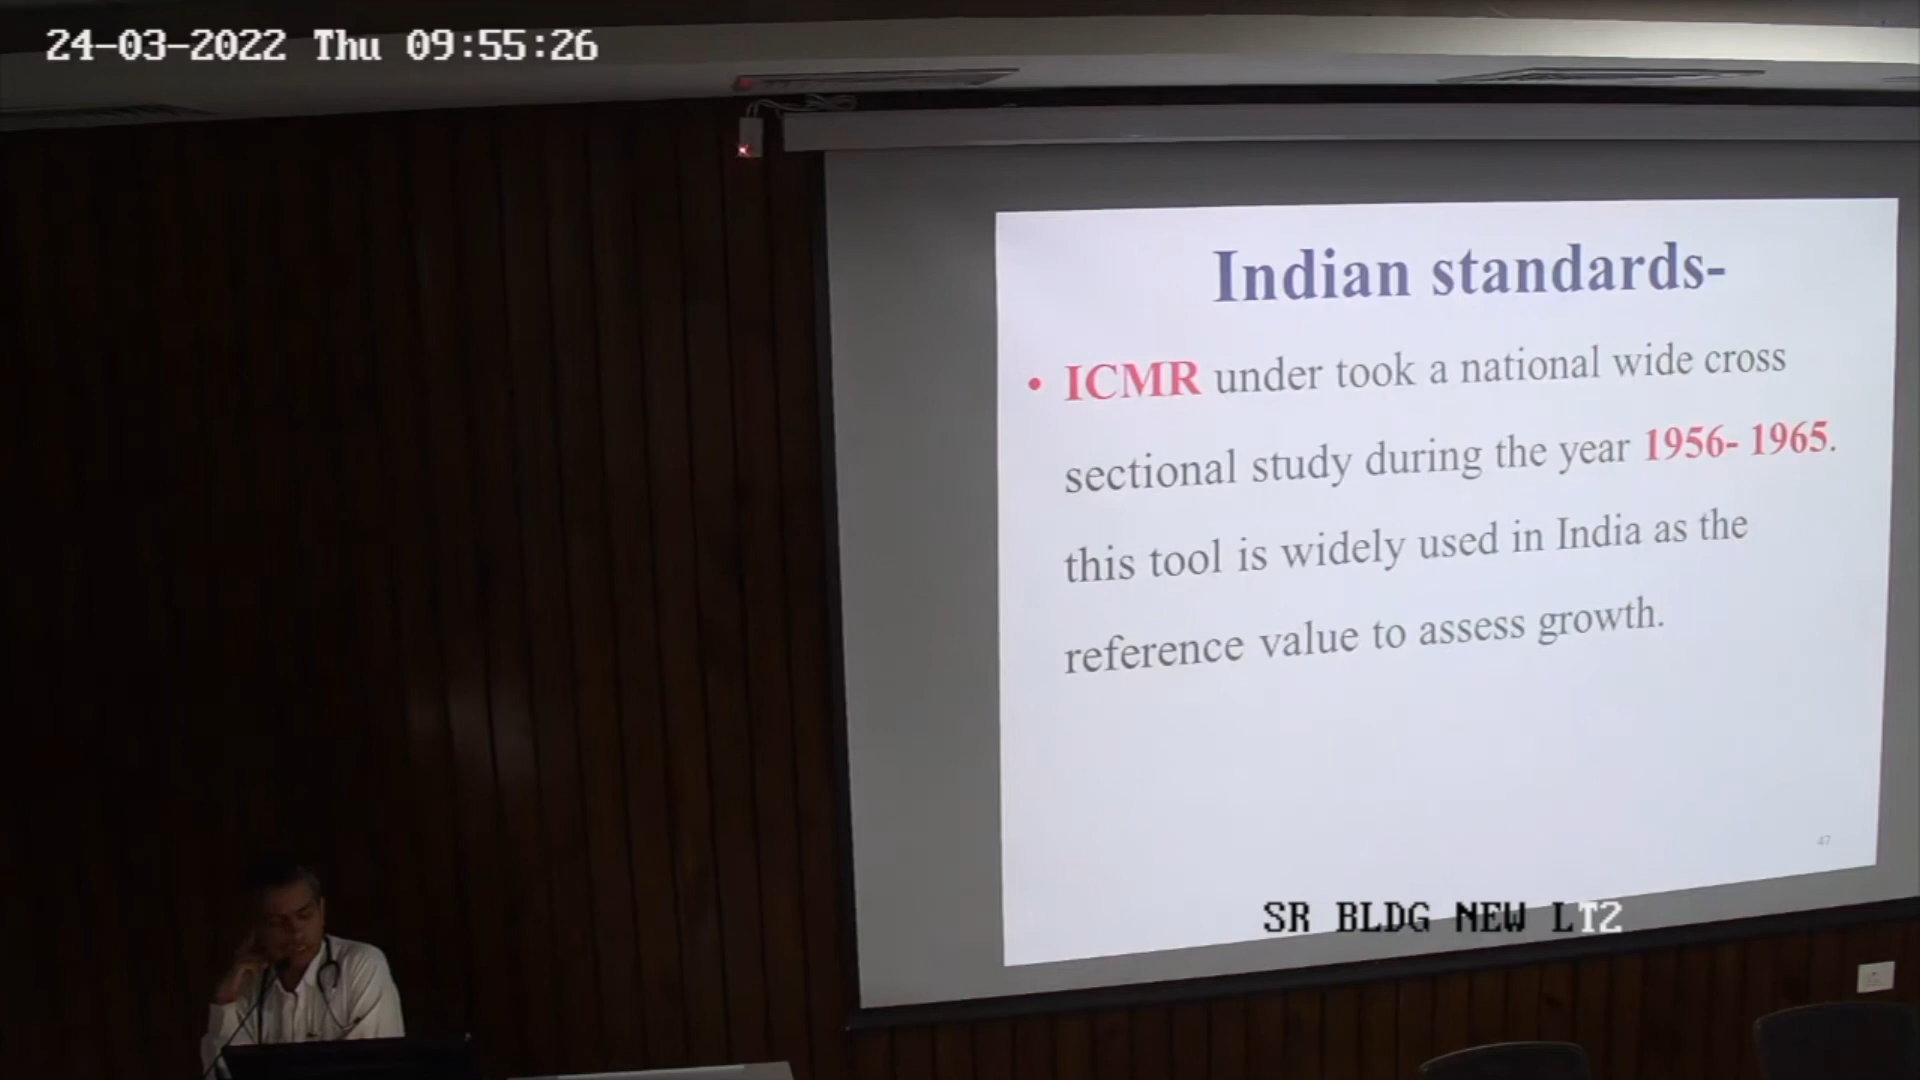 24-03-2022 Thu 09:55:26
Indian standards-
• ICMR under took a national wide cross
sectional study during the year 1956- 1965.
this tool is widely used in India as the
reference value to assess growth.
47
SR BLDG NEW LT2